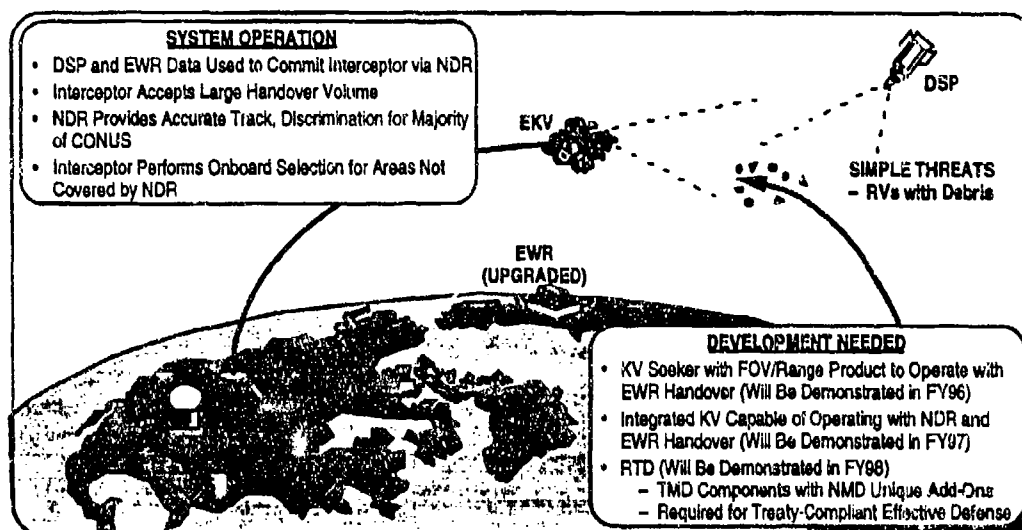 SYSTEM OPERATION
• DSP and EWR Data Used to Commit Interceptor via NDR
• Interceptor Accepts Large Handover Volume
• NDR Provides Accurate Track, Discrimination for Majority
of CONUS
• Interceptor Performs Onboard Selection for Areas Not
Covered by NDR
DSP
EKV
SIMPLE THREATS
– RVs with Debris
EWR
(UPGRADED)
DEVELOPMENT NEEDED
• KV Seeker with FOV/Range Product to Operate with
EWR Handover (Will Be Demonstrated in FY96)
• Integrated KV Capable of Operating with NDR and
EWR Handover (Will Be Demonstrated in FY97)
• RTD (Will Be Demonstrated in FY98)
– TMD Components with NMD Unique Add-Ons
– Required for Treaty-Compliant Effective Defense